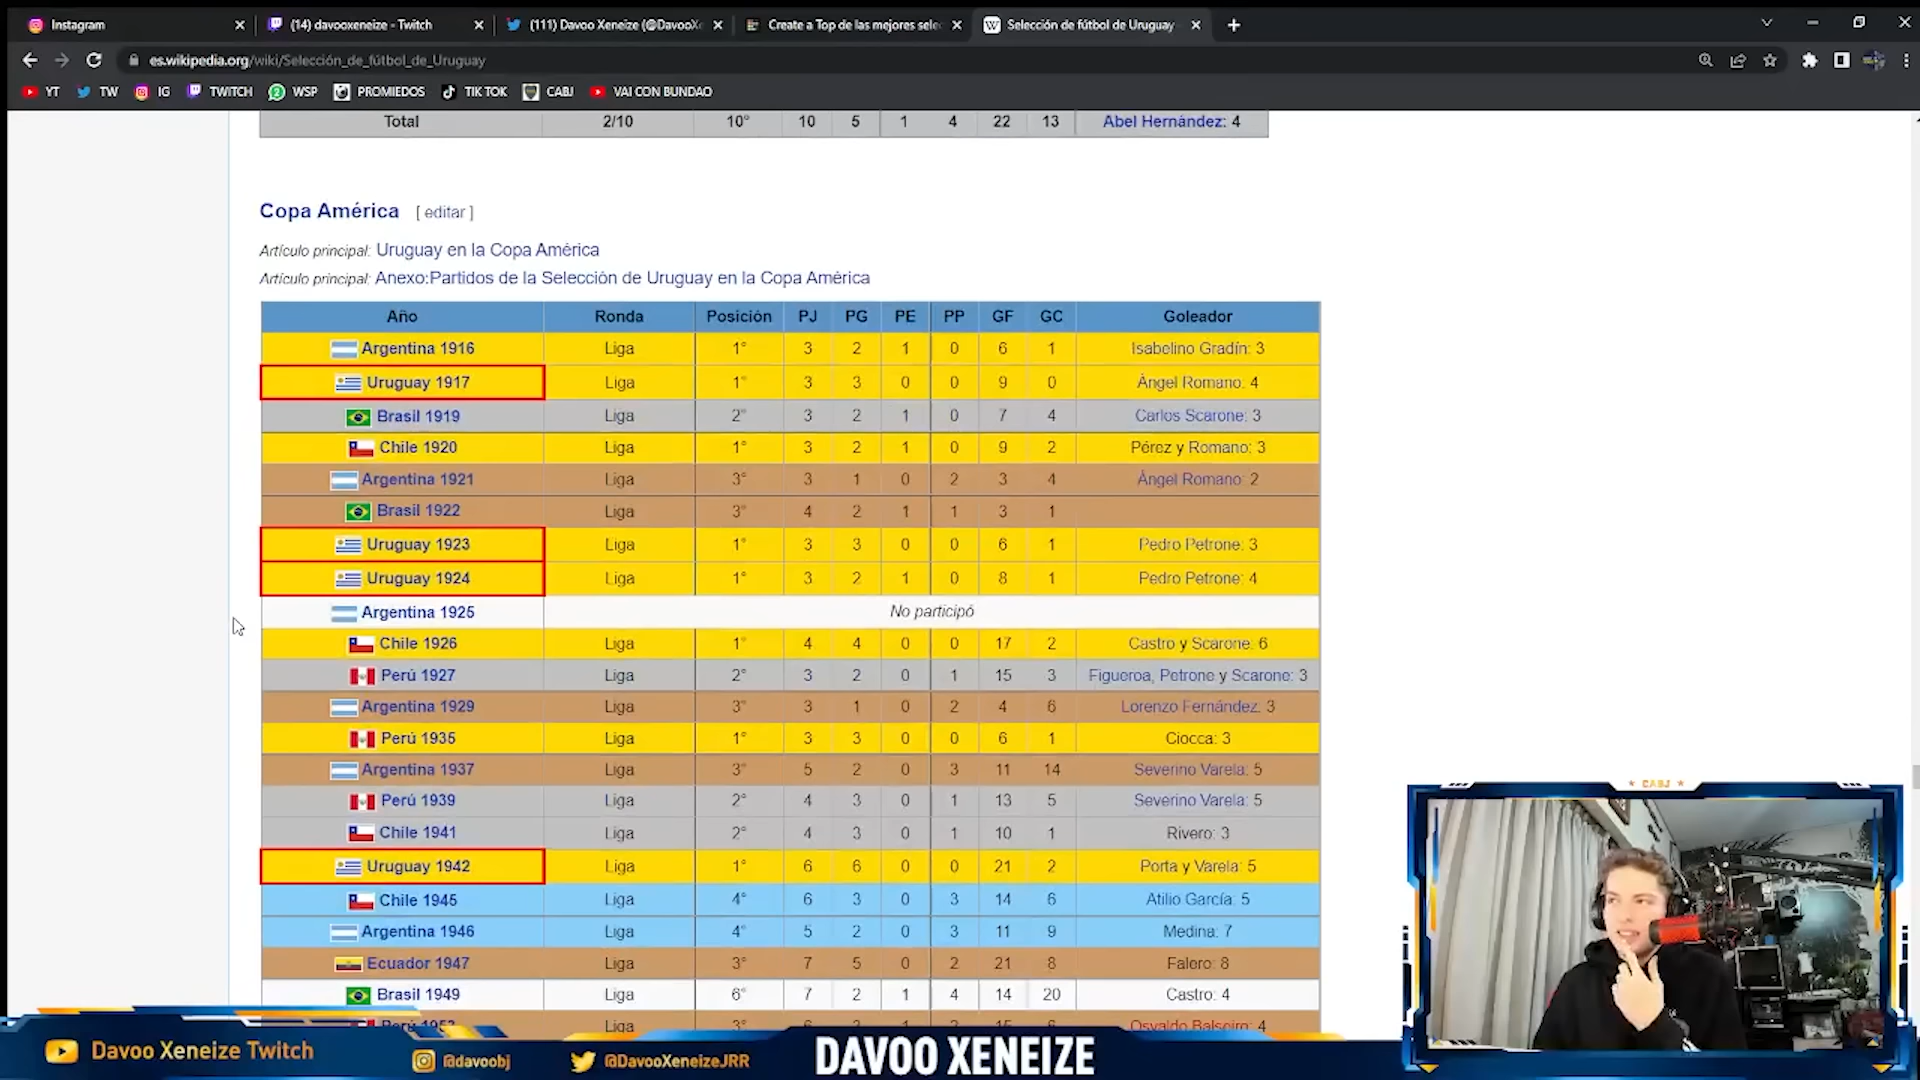 Instagram
(14) davooxeneize - Twitch
(111) Davoo Xeneize (@DavooXe
Create a Top de las mejores sele
Selección de fútbol de Uruguay
es.wikipedia.org/wiki/Selección_de_fútbol_de_Uruguay
YT TW IG TWITCH WSP PROMIEDOS TIK TOK CABJ VAI CON BUNDAO
Total 2/10 10° 10 5 1 4 22 13 Abel Hernández: 4
Copa América [ editar ]
Artículo principal: Uruguay en la Copa América
Artículo principal: Anexo:Partidos de la Selección de Uruguay en la Copa América
Año Ronda Posición PJ PG PE PP GF GC Goleador
Argentina 1916 Liga 1° 3 2 1 0 6 1 Isabelino Gradín: 3
Uruguay 1917 Liga 1° 3 3 0 0 9 0 Ángel Romano: 4
Brasil 1919 Liga 2° 3 2 1 0 7 4 Carlos Scarone: 3
Chile 1920 Liga 1° 3 2 1 0 9 2 Pérez y Romano: 3
Argentina 1921 Liga 3° 3 1 0 2 3 4 Ángel Romano: 2
Brasil 1922 Liga 3° 4 2 1 1 3 1
Uruguay 1923 Liga 1° 3 3 0 0 6 1 Pedro Petrone: 3
Uruguay 1924 Liga 1° 3 2 1 0 8 1 Pedro Petrone: 4
Argentina 1925 No participó
Chile 1926 Liga 1° 4 4 0 0 17 2 Castro y Scarone: 6
Perú 1927 Liga 2° 3 2 0 1 15 3 Figueroa, Petrone y Scarone: 3
Argentina 1929 Liga 3° 3 1 0 2 4 6 Lorenzo Fernández: 3
Perú 1935 Liga 1° 3 3 0 0 6 1 Ciocca: 3
Argentina 1937 Liga 3° 5 2 0 3 11 14 Severino Varela: 5
Perú 1939 Liga 2° 4 3 0 1 13 5 Severino Varela: 5
Chile 1941 Liga 2° 4 3 0 1 10 1 Rivero: 3
Uruguay 1942 Liga 1° 6 6 0 0 21 2 Porta y Varela: 5
Chile 1945 Liga 4° 6 3 0 3 14 6 Atilio García: 5
Argentina 1946 Liga 4° 5 2 0 3 11 9 Medina: 7
Ecuador 1947 Liga 3° 7 5 0 2 21 8 Falero: 8
Brasil 1949 Liga 6° 7 2 1 4 14 20 Castro: 4
Perú 1953 Liga 3° 6 3 1 2 15 6 Osvaldo Balseiro: 4
CABJ
Davoo Xeneize Twitch
@davoobj
@DavooXeneizeJRR
DAVOO XENEIZE